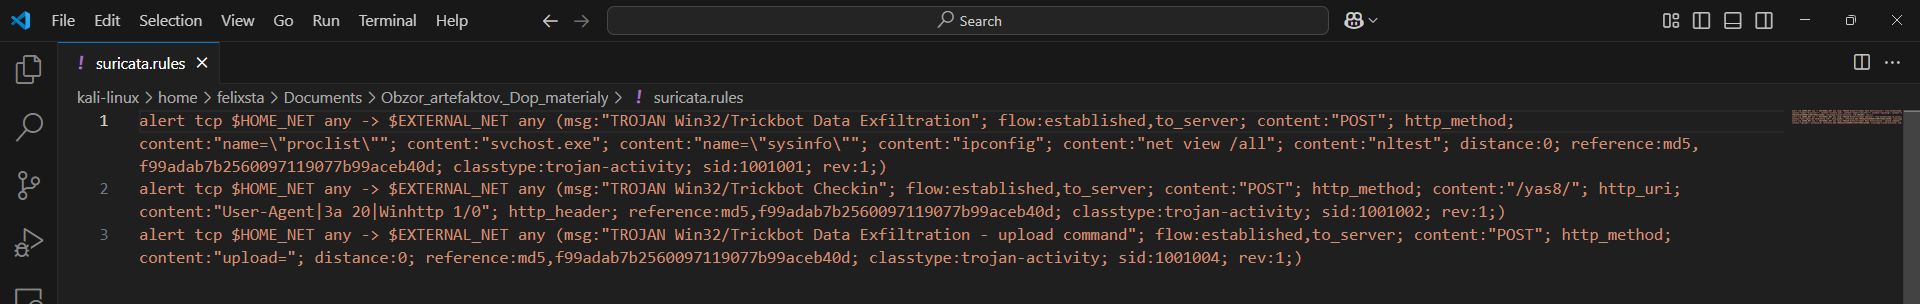 File Edit Selection View Go Run Terminal Help Search
! suricata.rules
kali-linux > home > felixsta > Documents > Obzor_artefaktov._Dop_materialy > ! suricata.rules
1 alert tcp $HOME_NET any -> $EXTERNAL_NET any (msg:"TROJAN Win32/Trickbot Data Exfiltration"; flow:established,to_server; content:"POST"; http_method;
content:"name=\"proclist\""; content:"svchost.exe"; content:"name=\"sysinfo\""; content:"ipconfig"; content:"net view /all"; content:"nltest"; distance:0; reference:md5,
f99adab7b2560097119077b99aceb40d; classtype:trojan-activity; sid:1001001; rev:1;)
2 alert tcp $HOME_NET any -> $EXTERNAL_NET any (msg:"TROJAN Win32/Trickbot Checkin"; flow:established,to_server; content:"POST"; http_method; content:"/yas8/"; http_uri;
content:"User-Agent|3a 20|Winhttp 1/0"; http_header; reference:md5,f99adab7b2560097119077b99aceb40d; classtype:trojan-activity; sid:1001002; rev:1;)
3 alert tcp $HOME_NET any -> $EXTERNAL_NET any (msg:"TROJAN Win32/Trickbot Data Exfiltration - upload command"; flow:established,to_server; content:"POST"; http_method;
content:"upload="; distance:0; reference:md5,f99adab7b2560097119077b99aceb40d; classtype:trojan-activity; sid:1001004; rev:1;)